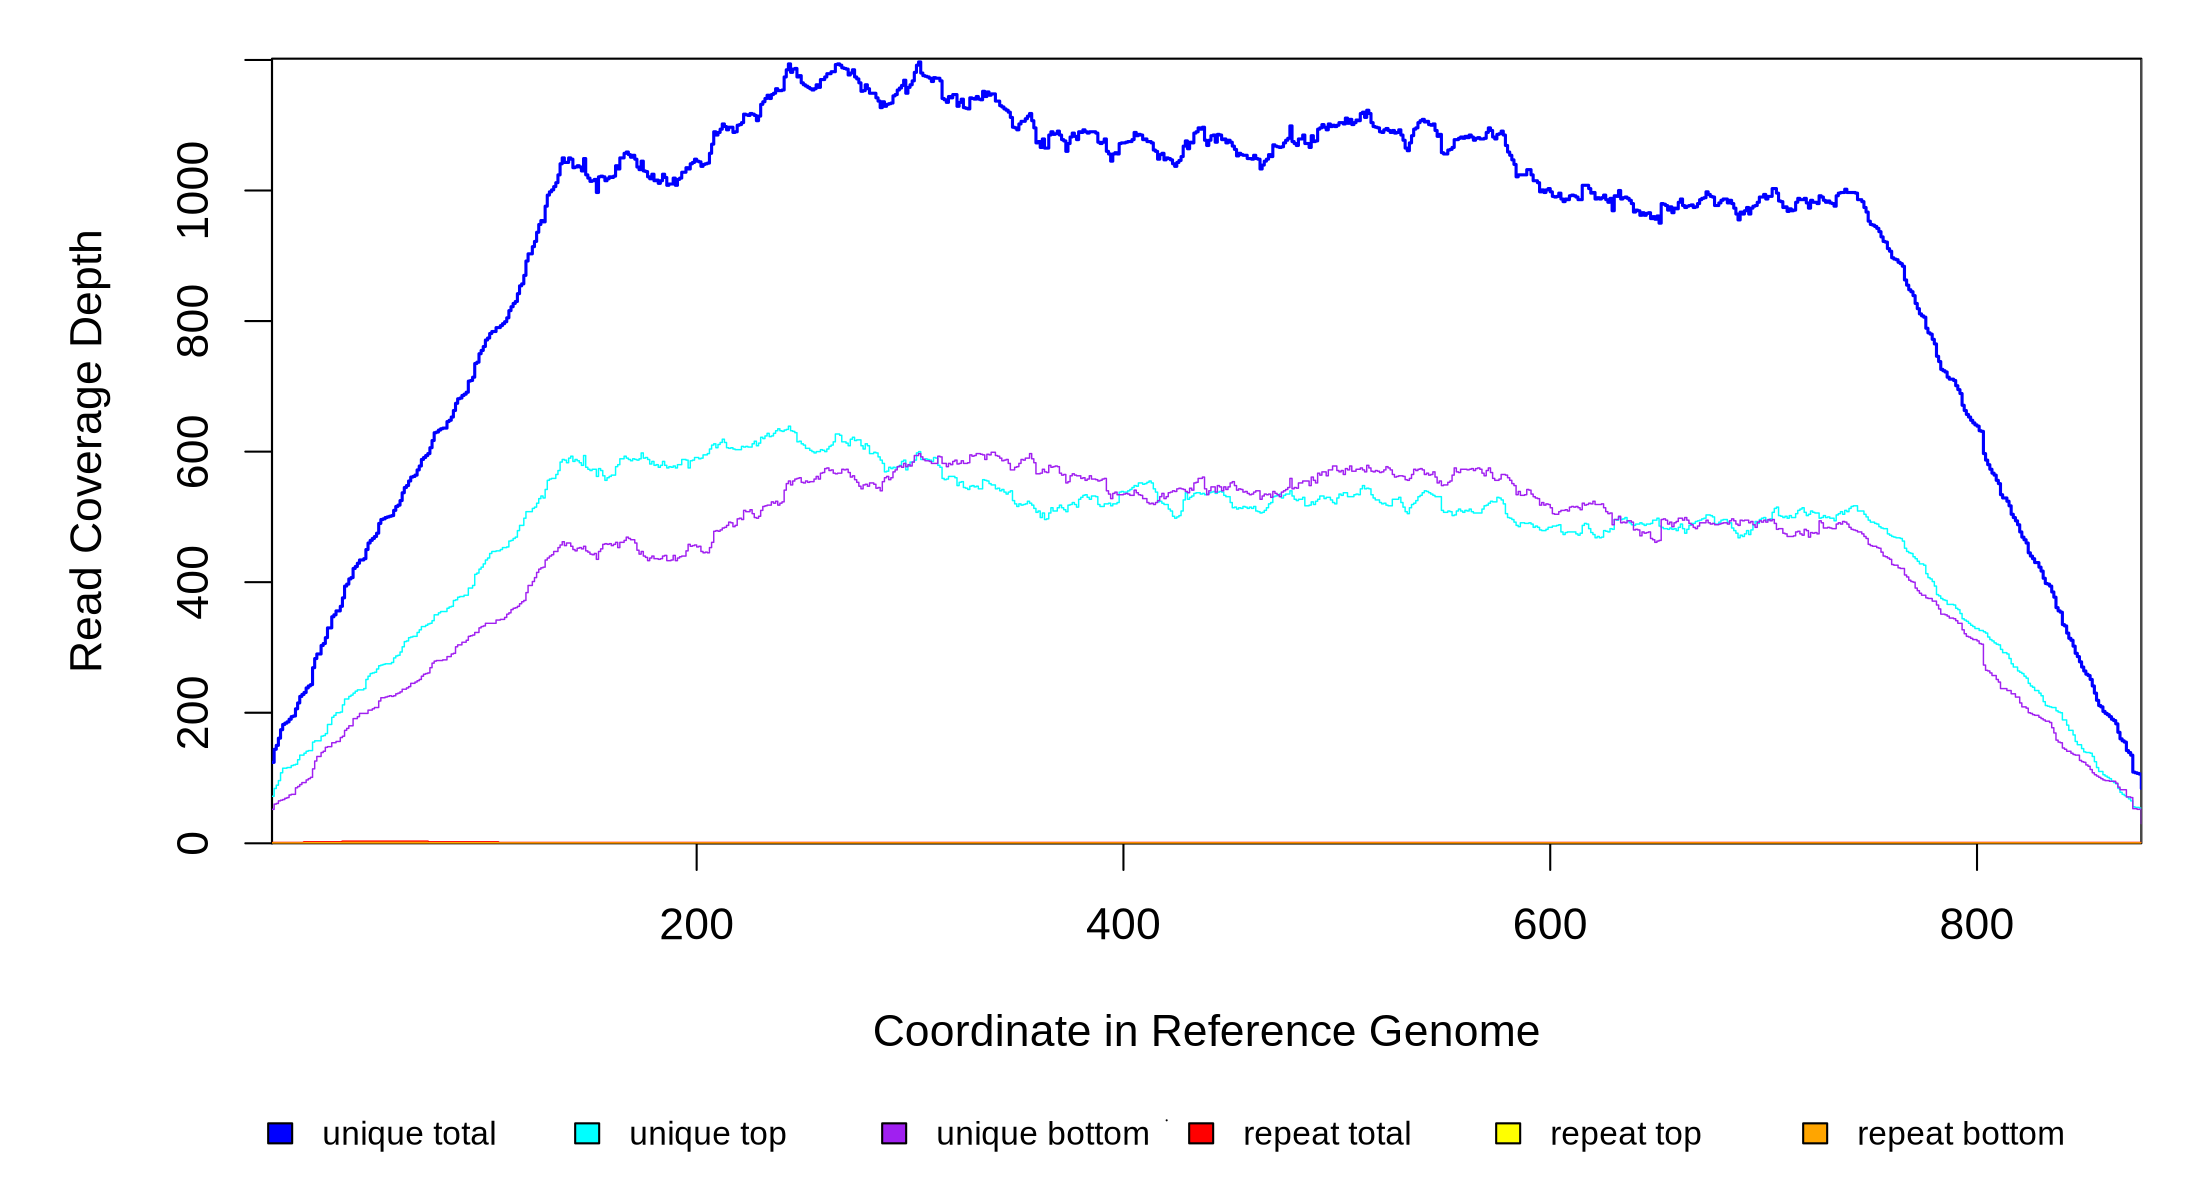 Read Coverage Depth
1000
800
600
400
200
0
200 400 600 800
Coordinate in Reference Genome
unique total unique top unique bottom repeat total repeat top repeat bottom